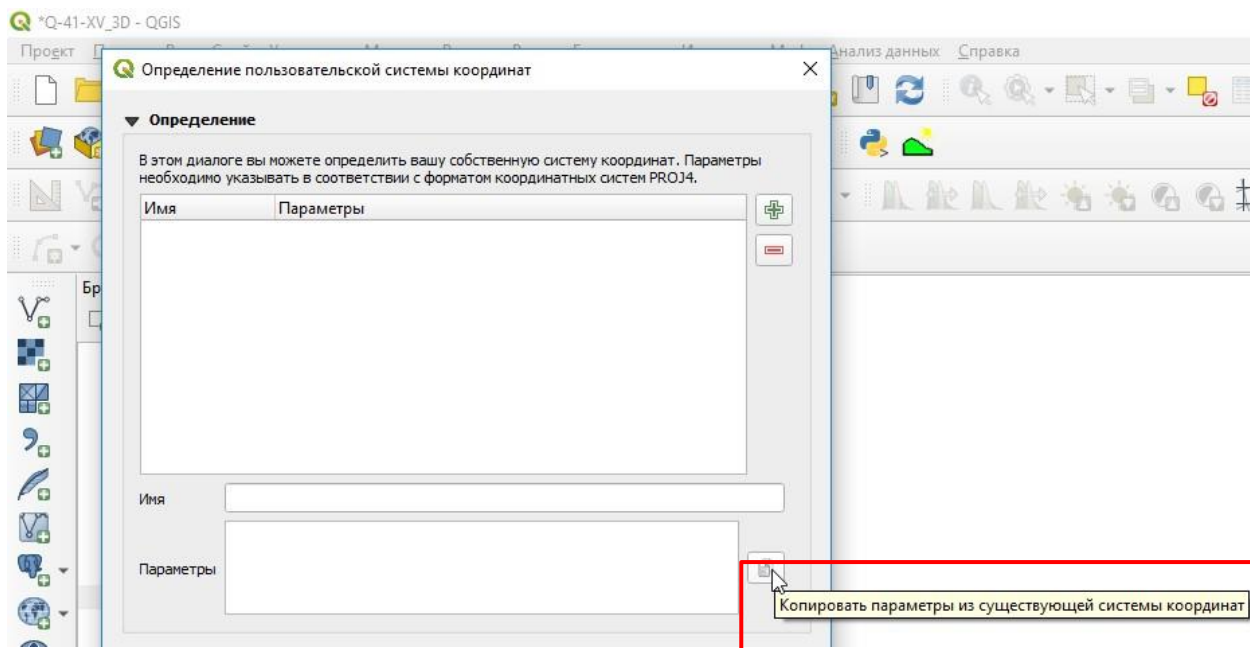 *Q-41-XV_3D - QGIS
Проект
Анализ данных Справка
Определение пользовательской системы координат
Определение
В этом диалоге вы можете определить вашу собственную систему координат. Параметры
необходимо указывать в соответствии с форматом координатных систем PROJ4.
Имя Параметры
Бр
Имя
Параметры
Копировать параметры из существующей системы координат